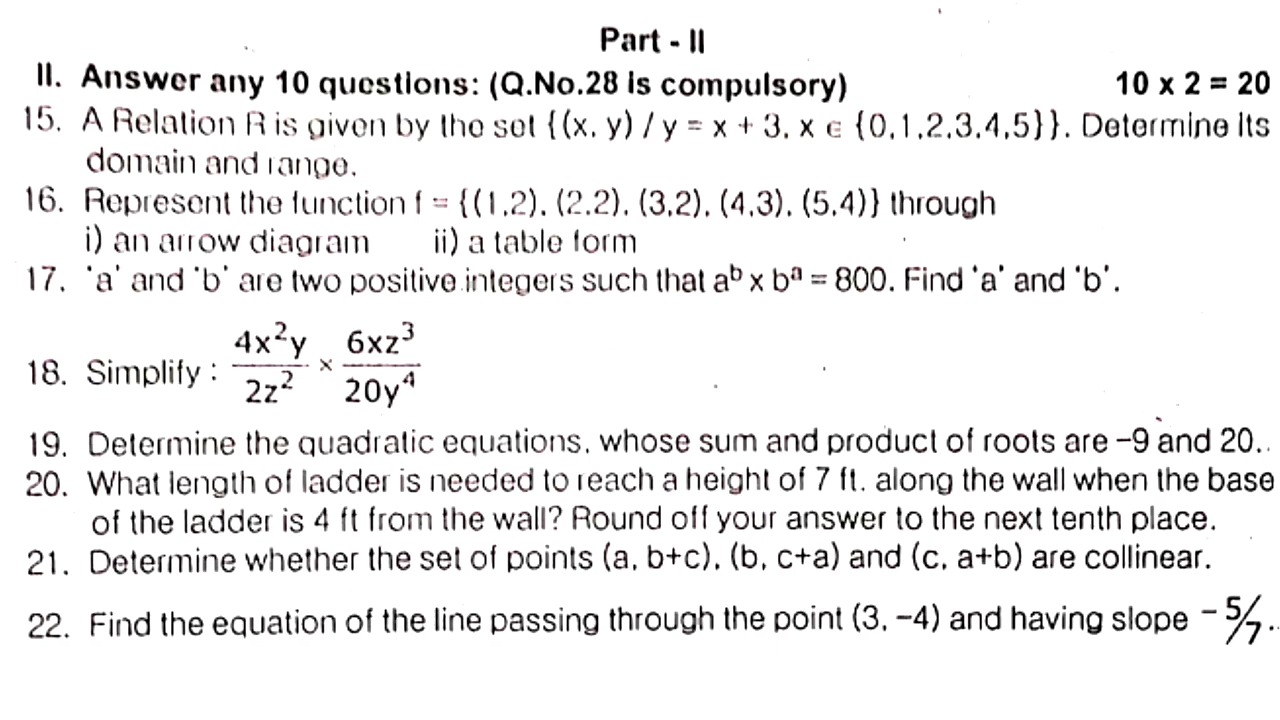 Part - II
II. Answer any 10 questions: (Q.No.28 is compulsory) 10 x 2 = 20
15. A Relation R is given by the set {(x, y) / y = x + 3, x ∈ {0,1,2,3,4,5}}. Determine its
domain and range.
16. Represent the function f = {(1,2), (2,2), (3,2), (4,3), (5,4)} through
i) an arrow diagram ii) a table form
17. 'a' and 'b' are two positive integers such that aᵇ x bᵃ = 800. Find 'a' and 'b'.
18. Simplify : 4x²y/2z² × 6xz³/20y⁴
19. Determine the quadratic equations, whose sum and product of roots are −9 and 20.
20. What length of ladder is needed to reach a height of 7 ft. along the wall when the base
of the ladder is 4 ft from the wall? Round off your answer to the next tenth place.
21. Determine whether the set of points (a, b+c), (b, c+a) and (c, a+b) are collinear.
22. Find the equation of the line passing through the point (3, −4) and having slope −5/7.